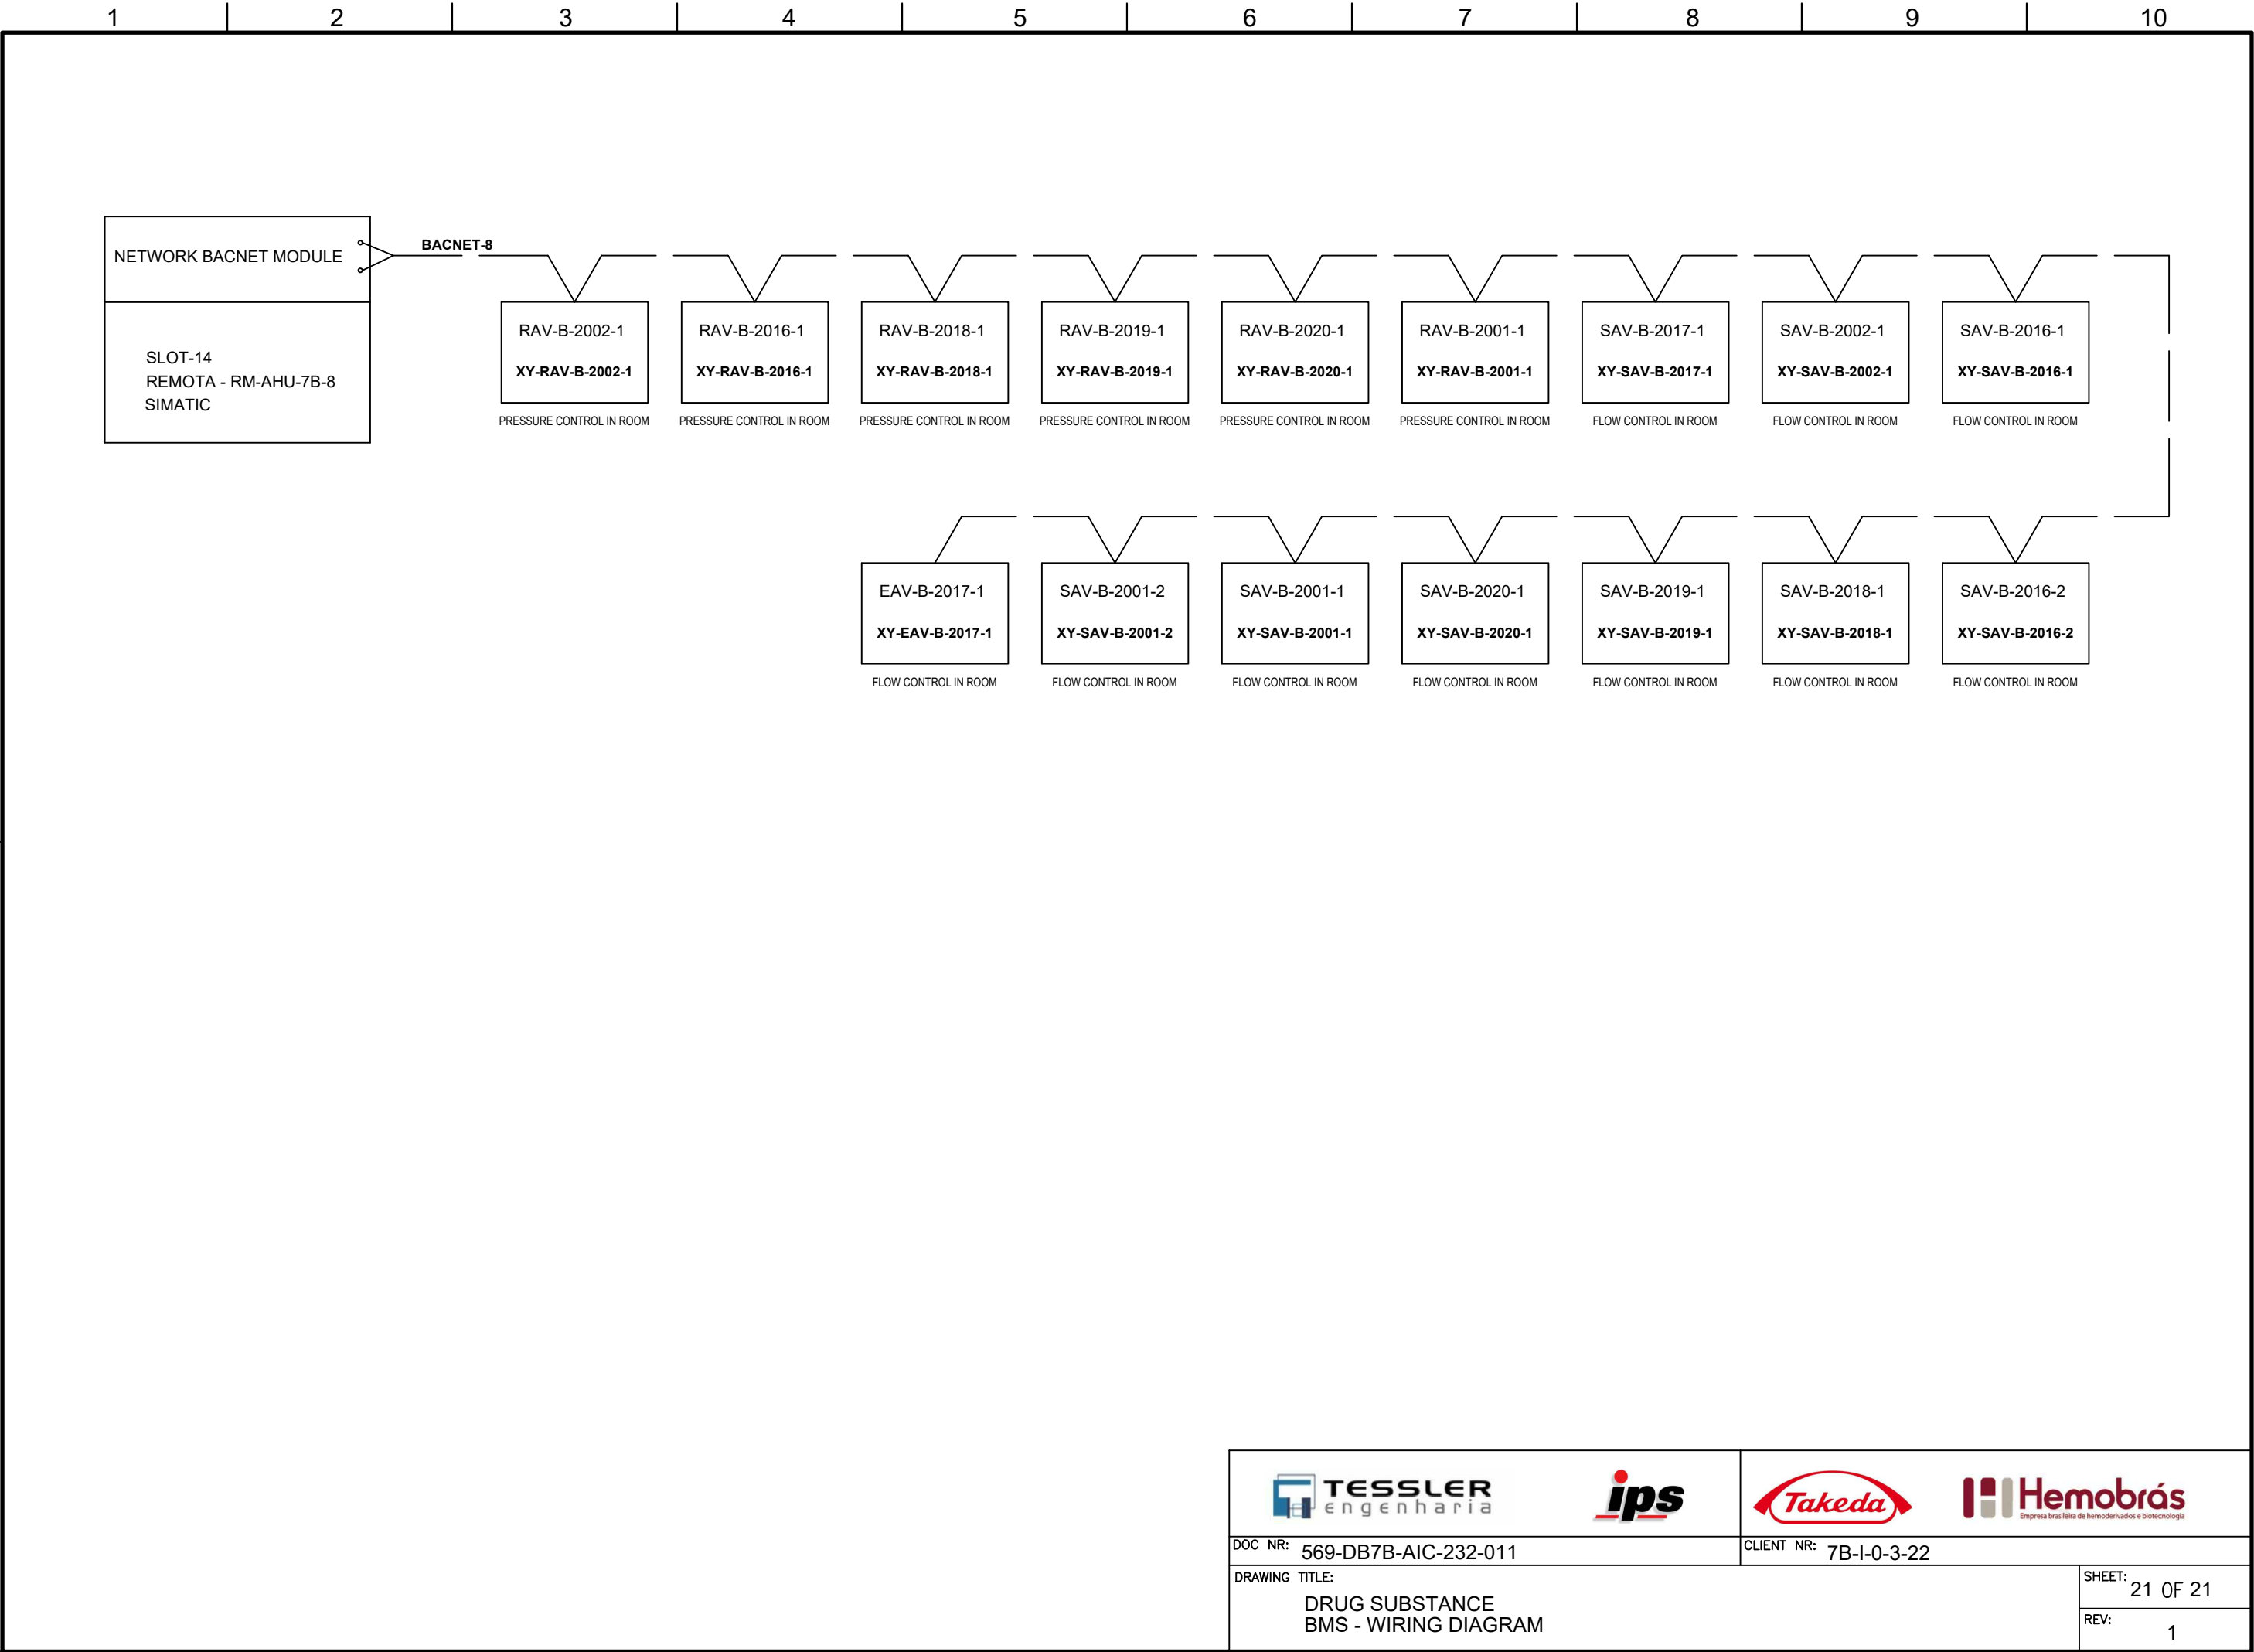 1 2 3 4 5 6 7 8 9 10
NETWORK BACNET MODULE
BACNET-8
SLOT-14
REMOTA - RM-AHU-7B-8
SIMATIC
RAV-B-2002-1
XY-RAV-B-2002-1
PRESSURE CONTROL IN ROOM
RAV-B-2016-1
XY-RAV-B-2016-1
PRESSURE CONTROL IN ROOM
RAV-B-2018-1
XY-RAV-B-2018-1
PRESSURE CONTROL IN ROOM
RAV-B-2019-1
XY-RAV-B-2019-1
PRESSURE CONTROL IN ROOM
RAV-B-2020-1
XY-RAV-B-2020-1
PRESSURE CONTROL IN ROOM
RAV-B-2001-1
XY-RAV-B-2001-1
PRESSURE CONTROL IN ROOM
SAV-B-2017-1
XY-SAV-B-2017-1
FLOW CONTROL IN ROOM
SAV-B-2002-1
XY-SAV-B-2002-1
FLOW CONTROL IN ROOM
SAV-B-2016-1
XY-SAV-B-2016-1
FLOW CONTROL IN ROOM
EAV-B-2017-1
XY-EAV-B-2017-1
FLOW CONTROL IN ROOM
SAV-B-2001-2
XY-SAV-B-2001-2
FLOW CONTROL IN ROOM
SAV-B-2001-1
XY-SAV-B-2001-1
FLOW CONTROL IN ROOM
SAV-B-2020-1
XY-SAV-B-2020-1
FLOW CONTROL IN ROOM
SAV-B-2019-1
XY-SAV-B-2019-1
FLOW CONTROL IN ROOM
SAV-B-2018-1
XY-SAV-B-2018-1
FLOW CONTROL IN ROOM
SAV-B-2016-2
XY-SAV-B-2016-2
FLOW CONTROL IN ROOM
TESSLER
engenharia
ips
Takeda
Hemobrás
Empresa brasileira de hemoderivados e biotecnologia
DOC NR: 569-DB7B-AIC-232-011
CLIENT NR: 7B-I-0-3-22
DRAWING TITLE:
DRUG SUBSTANCE
BMS - WIRING DIAGRAM
SHEET: 21 OF 21
REV: 1